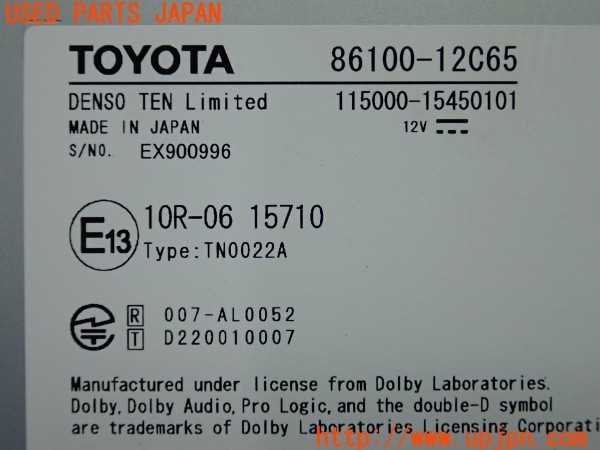 USED PARTS JAPAN
TOYOTA 86100-12C65
DENSO TEN Limited 115000-15450101
MADE IN JAPAN 12V
S/NO. EX900996
E13 10R-06 15710
Type:TN0022A
R 007-AL0052
T D220010007
Manufactured under license from Dolby Laboratories.
Dolby, Dolby Audio, Pro Logic, and the double-D symbol
are trademarks of Dolby Laboratories Licensing Corporati
http://www.upjpn.com